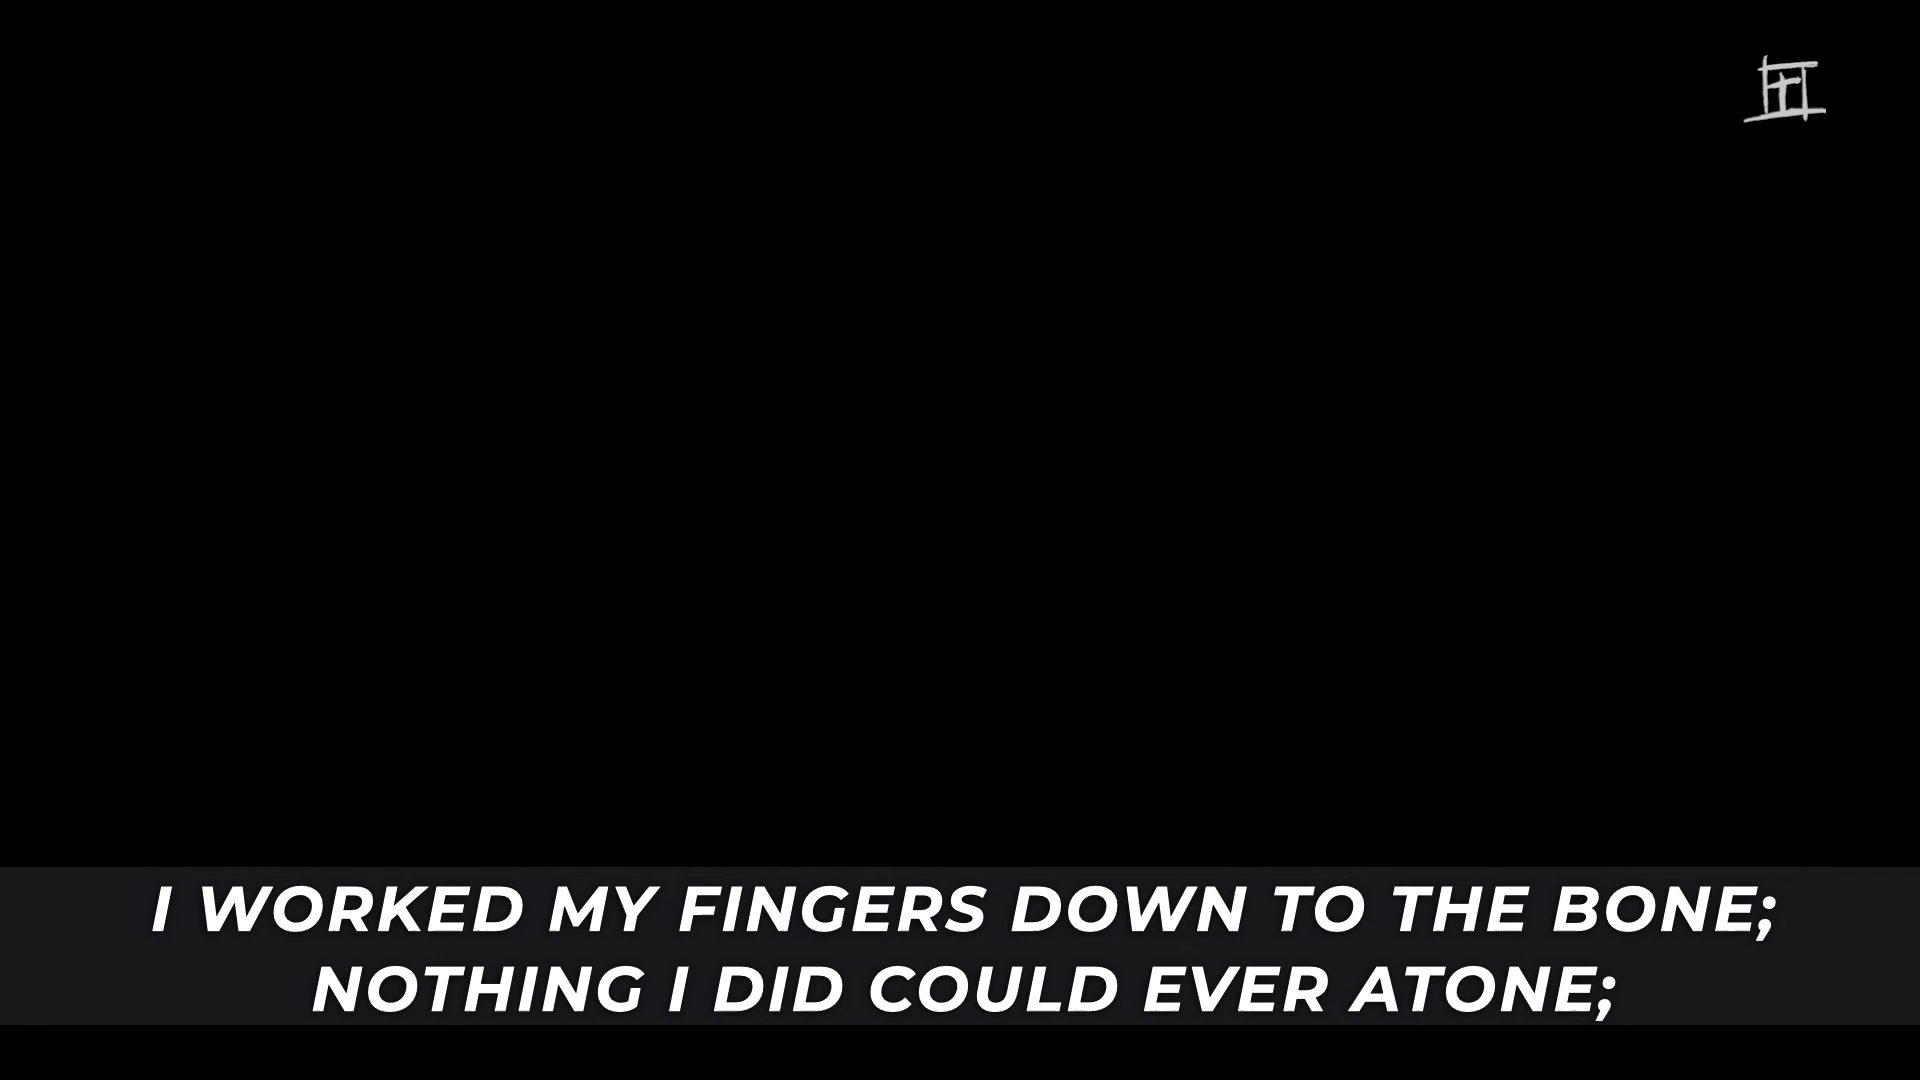 I WORKED MY FINGERS DOWN TO THE BONE;
NOTHING I DID COULD EVER ATONE;